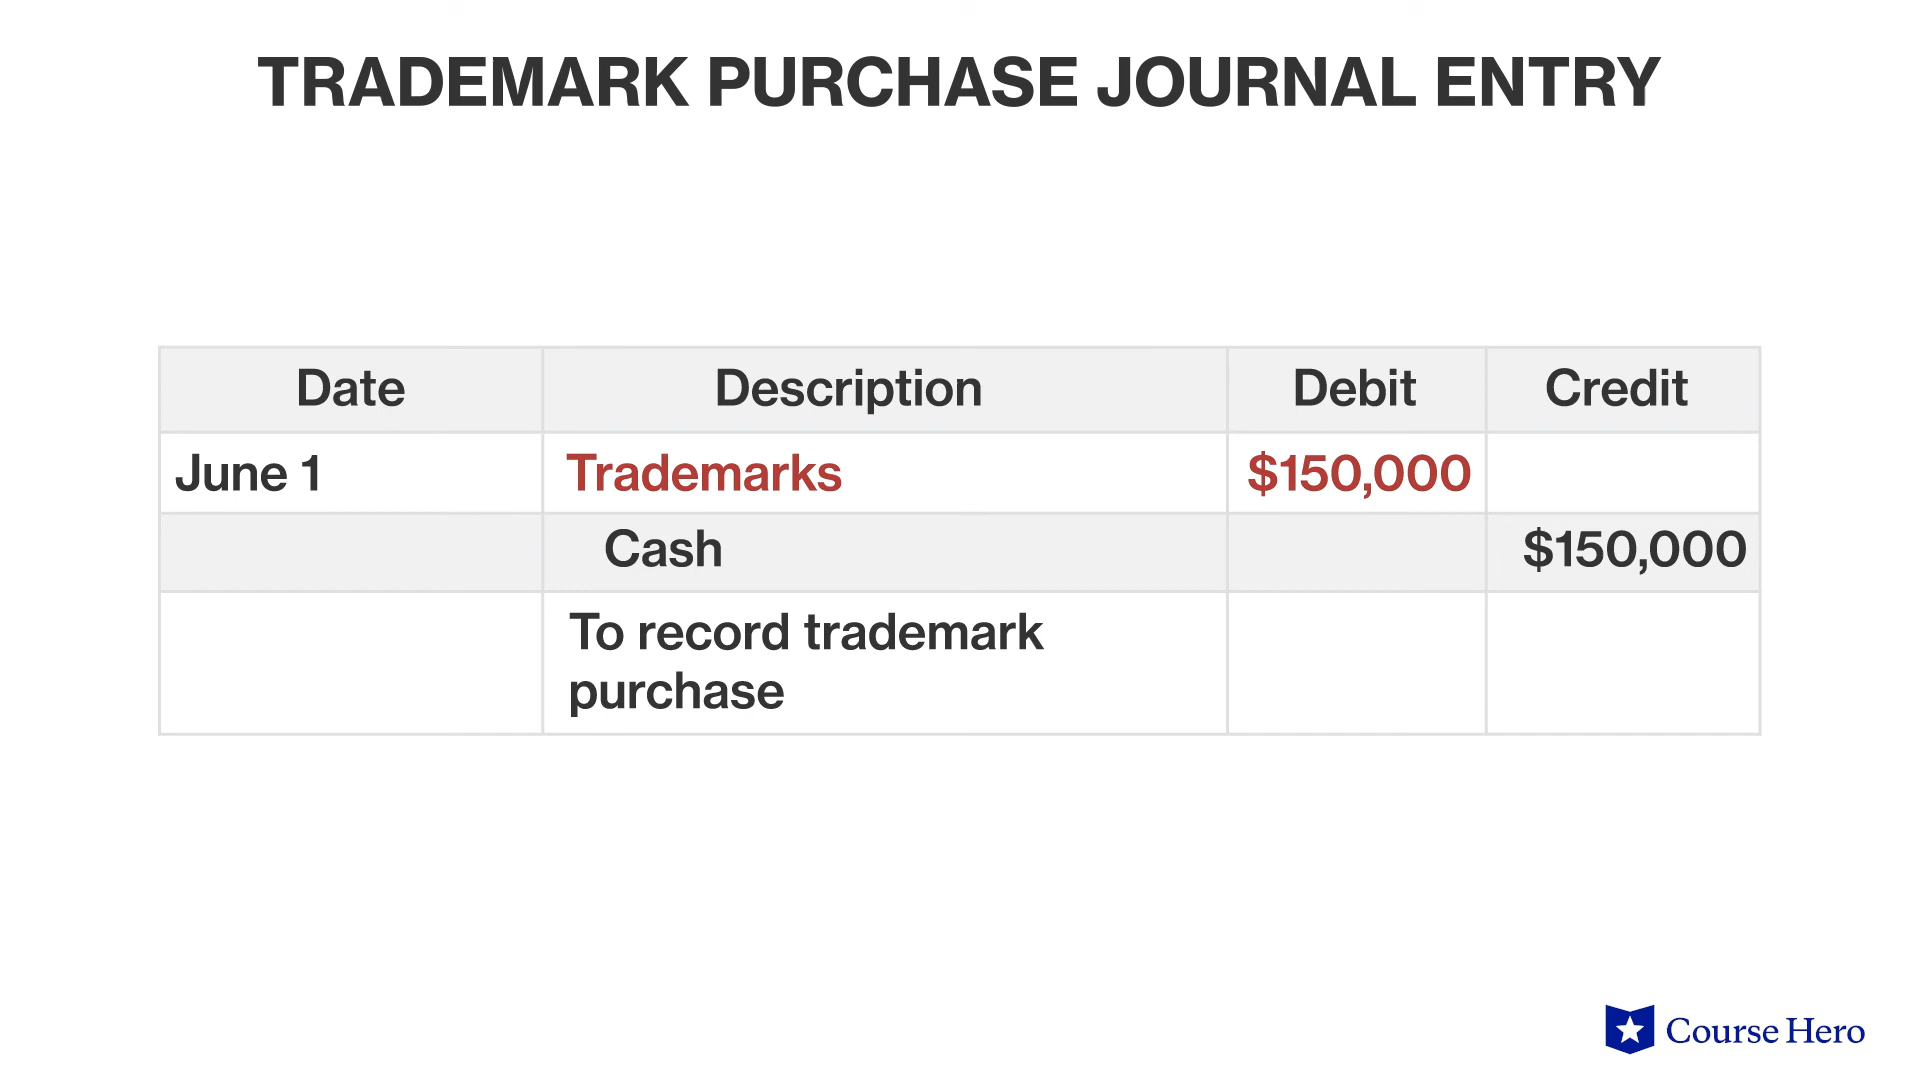 TRADEMARK PURCHASE JOURNAL ENTRY
Date Description Debit Credit
June 1 Trademarks $150,000
Cash $150,000
To record trademark
purchase
Course Hero